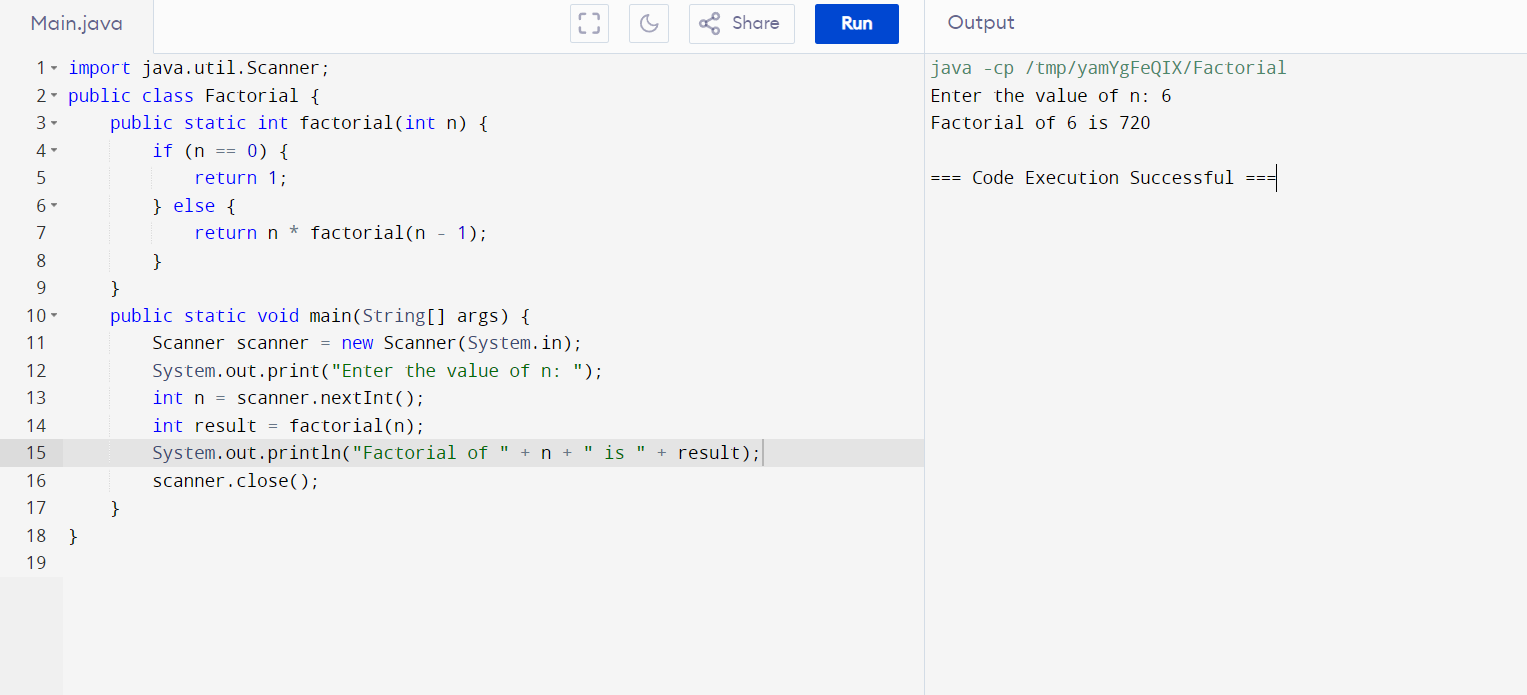 Main.java
Share
Run
Output
1 import java.util.Scanner;
2 public class Factorial {
3     public static int factorial(int n) {
4         if (n == 0) {
5             return 1;
6         } else {
7             return n * factorial(n - 1);
8         }
9     }
10     public static void main(String[] args) {
11         Scanner scanner = new Scanner(System.in);
12         System.out.print("Enter the value of n: ");
13         int n = scanner.nextInt();
14         int result = factorial(n);
15         System.out.println("Factorial of " + n + " is " + result);
16         scanner.close();
17     }
18 }
19
java -cp /tmp/yamYgFeQIX/Factorial
Enter the value of n: 6
Factorial of 6 is 720
=== Code Execution Successful ===